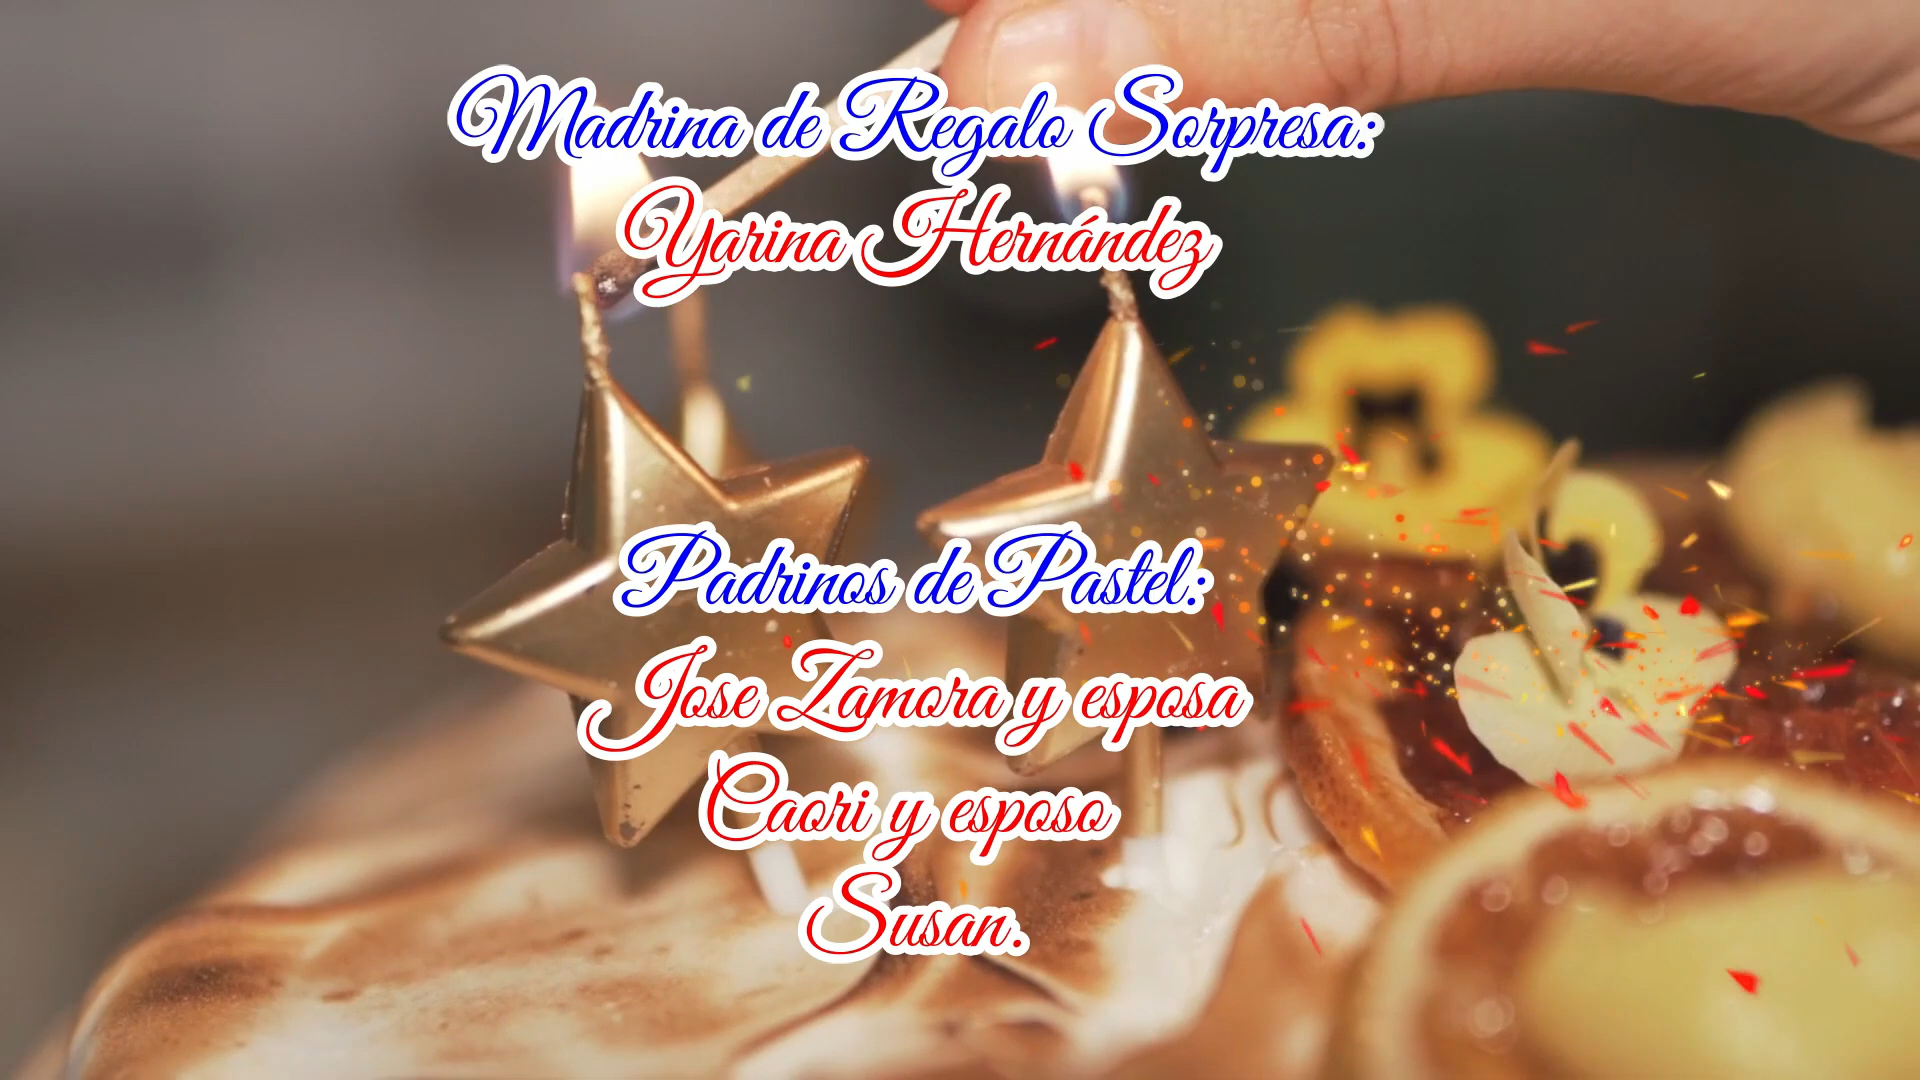 Madrina de Regalo Sorpresa:
Yarina Hernández
Padrinos de Pastel:
Jose Zamora y esposa
Caori y esposo
Susan.